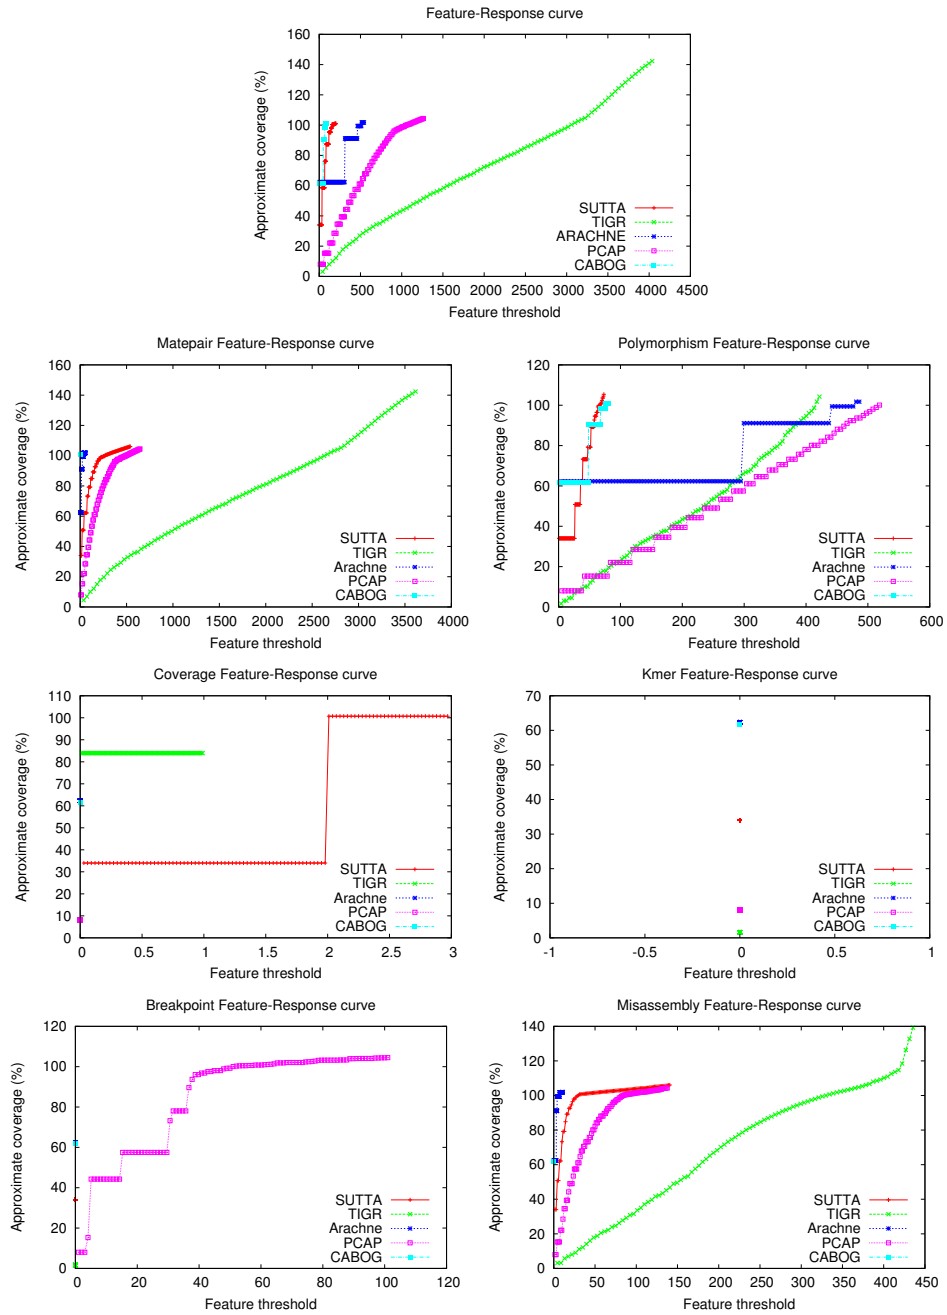 Feature-Response curve
160
140
120
100
80
60
40
20
0
Approximate coverage (%)
SUTTA
TIGR
ARACHNE
PCAP
CABOG
0 500 1000 1500 2000 2500 3000 3500 4000 4500
Feature threshold
Matepair Feature-Response curve
160
140
120
100
80
60
40
20
0
Approximate coverage (%)
SUTTA
TIGR
Arachne
PCAP
CABOG
0 500 1000 1500 2000 2500 3000 3500 4000
Feature threshold
Polymorphism Feature-Response curve
120
100
80
60
40
20
0
Approximate coverage (%)
SUTTA
TIGR
Arachne
PCAP
CABOG
0 100 200 300 400 500 600
Feature threshold
Coverage Feature-Response curve
110
100
90
80
70
60
50
40
30
20
10
0
Approximate coverage (%)
SUTTA
TIGR
Arachne
PCAP
CABOG
0 0.5 1 1.5 2 2.5 3
Feature threshold
Kmer Feature-Response curve
70
60
50
40
30
20
10
0
Approximate coverage (%)
SUTTA
TIGR
Arachne
PCAP
CABOG
-1 -0.5 0 0.5 1
Feature threshold
Breakpoint Feature-Response curve
120
100
80
60
40
20
0
Approximate coverage (%)
SUTTA
TIGR
Arachne
PCAP
CABOG
0 20 40 60 80 100 120
Feature threshold
Misassembly Feature-Response curve
140
120
100
80
60
40
20
0
Approximate coverage (%)
SUTTA
TIGR
Arachne
PCAP
CABOG
0 50 100 150 200 250 300 350 400 450
Feature threshold